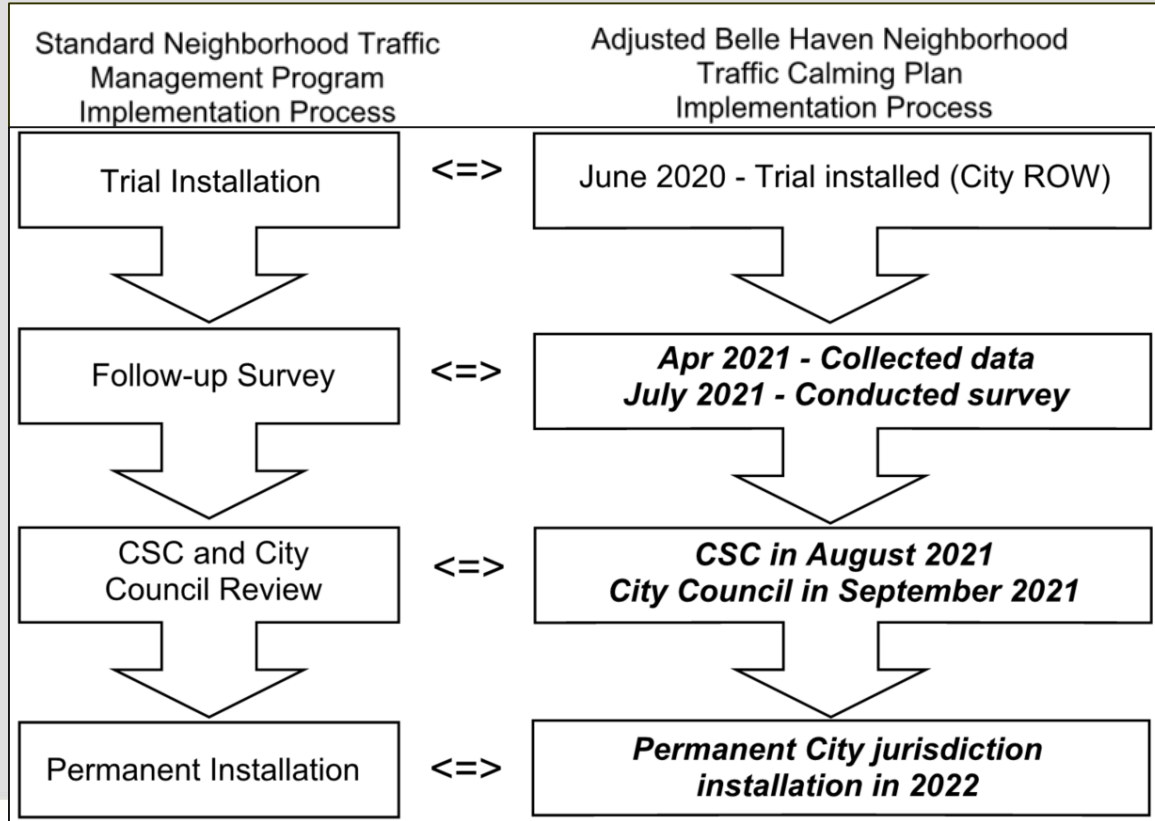 Standard Neighborhood Traffic
Management Program
Implementation Process
Adjusted Belle Haven Neighborhood
Traffic Calming Plan
Implementation Process
Trial Installation
<=>
June 2020 - Trial installed (City ROW)
Follow-up Survey
<=>
Apr 2021 - Collected data
July 2021 - Conducted survey
CSC and City
Council Review
<=>
CSC in August 2021
City Council in September 2021
Permanent Installation
<=>
Permanent City jurisdiction
installation in 2022